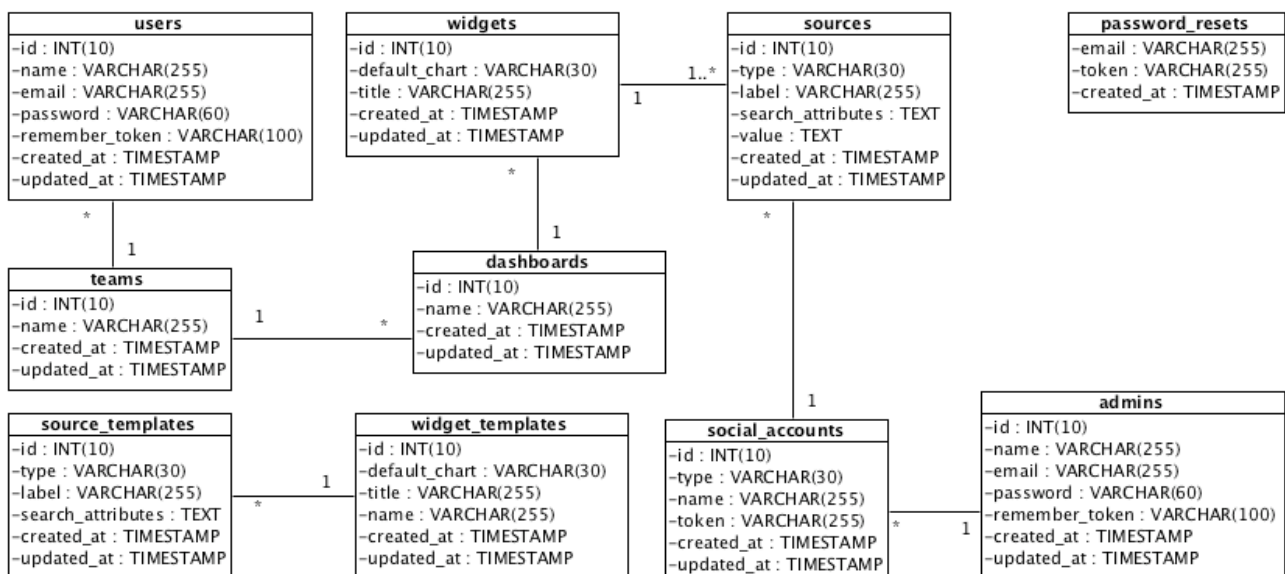 users
-id : INT(10)
-name : VARCHAR(255)
-email : VARCHAR(255)
-password : VARCHAR(60)
-remember_token : VARCHAR(100)
-created_at : TIMESTAMP
-updated_at : TIMESTAMP
widgets
-id : INT(10)
-default_chart : VARCHAR(30)
-title : VARCHAR(255)
-created_at : TIMESTAMP
-updated_at : TIMESTAMP
1
1..*
sources
-id : INT(10)
-type : VARCHAR(30)
-label : VARCHAR(255)
-search_attributes : TEXT
-value : TEXT
-created_at : TIMESTAMP
-updated_at : TIMESTAMP
password_resets
-email : VARCHAR(255)
-token : VARCHAR(255)
-created_at : TIMESTAMP
*
1
*
1
*
1
teams
-id : INT(10)
-name : VARCHAR(255)
-created_at : TIMESTAMP
-updated_at : TIMESTAMP
1
*
dashboards
-id : INT(10)
-name : VARCHAR(255)
-created_at : TIMESTAMP
-updated_at : TIMESTAMP
source_templates
-id : INT(10)
-type : VARCHAR(30)
-label : VARCHAR(255)
-search_attributes : TEXT
-created_at : TIMESTAMP
-updated_at : TIMESTAMP
*
1
widget_templates
-id : INT(10)
-default_chart : VARCHAR(30)
-title : VARCHAR(255)
-name : VARCHAR(255)
-created_at : TIMESTAMP
-updated_at : TIMESTAMP
social_accounts
-id : INT(10)
-type : VARCHAR(30)
-name : VARCHAR(255)
-token : VARCHAR(255)
-created_at : TIMESTAMP
-updated_at : TIMESTAMP
*
1
admins
-id : INT(10)
-name : VARCHAR(255)
-email : VARCHAR(255)
-password : VARCHAR(60)
-remember_token : VARCHAR(100)
-created_at : TIMESTAMP
-updated_at : TIMESTAMP